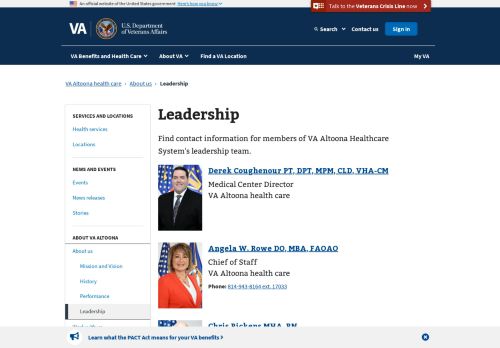 An official website of the United States government Here's how you know
Talk to the Veterans Crisis Line now
VA
U.S. Department of Veterans Affairs
Search
Contact us
Sign in
VA Benefits and Health Care
About VA
Find a VA Location
My VA
VA Altoona health care › About us › Leadership
SERVICES AND LOCATIONS
Health services
Locations
NEWS AND EVENTS
Events
News releases
Stories
ABOUT VA ALTOONA
About us
Mission and Vision
History
Performance
Leadership
Leadership
Find contact information for members of VA Altoona Healthcare
System's leadership team.
Derek Coughenour PT, DPT, MPM, CLD, VHA-CM
Medical Center Director
VA Altoona health care
Angela W. Rowe DO, MBA, FAOAO
Chief of Staff
VA Altoona health care
Phone: 814-943-8164 ext. 17033
Chris Rickens MHA, RN
Learn what the PACT Act means for your VA benefits